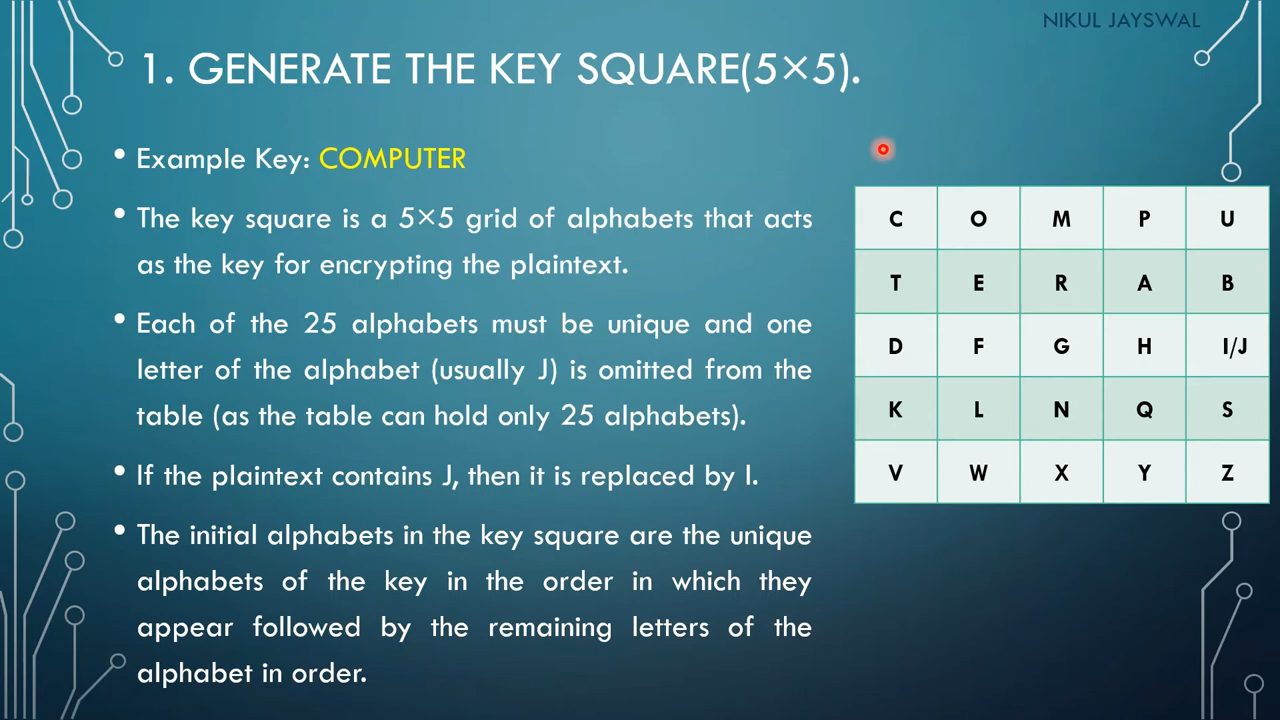 NIKUL JAYSWAL
1. GENERATE THE KEY SQUARE(5×5).
• Example Key: COMPUTER
• The key square is a 5×5 grid of alphabets that acts
as the key for encrypting the plaintext.
• Each of the 25 alphabets must be unique and one
letter of the alphabet (usually J) is omitted from the
table (as the table can hold only 25 alphabets).
• If the plaintext contains J, then it is replaced by I.
• The initial alphabets in the key square are the unique
alphabets of the key in the order in which they
appear followed by the remaining letters of the
alphabet in order.
C O M P U
T E R A B
D F G H I/J
K L N Q S
V W X Y Z